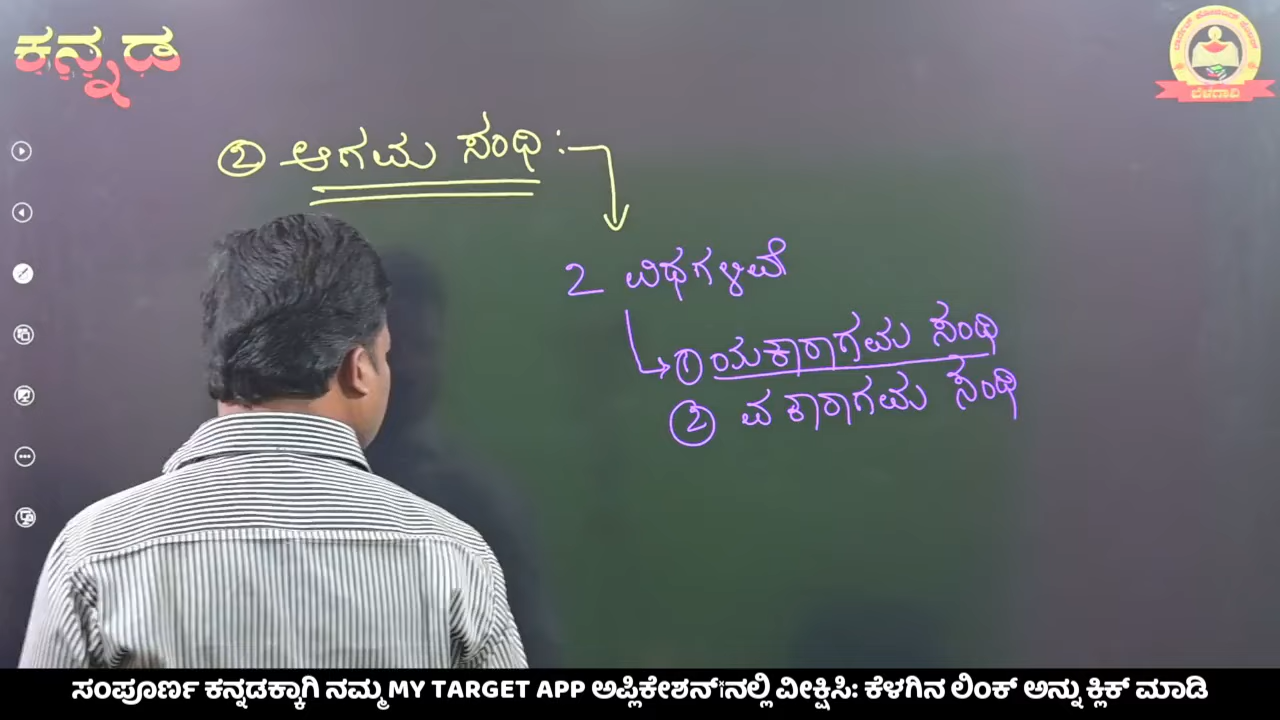 ಕನ್ನಡ
ಬೆಳಗಾವಿ
② ಆಗಮ ಸಂಧಿ :
2 ವಿಧಗಳಿವೆ
① ಯಕಾರಾಗಮ ಸಂಧಿ
② ವಕಾರಾಗಮ ಸಂಧಿ
ಸಂಪೂರ್ಣ ಕನ್ನಡಕ್ಕಾಗಿ ನಮ್ಮ MY TARGET APP ಅಪ್ಲಿಕೇಶನ್‌ನಲ್ಲಿ ವೀಕ್ಷಿಸಿ: ಕೆಳಗಿನ ಲಿಂಕ್ ಅನ್ನು ಕ್ಲಿಕ್ ಮಾಡಿ